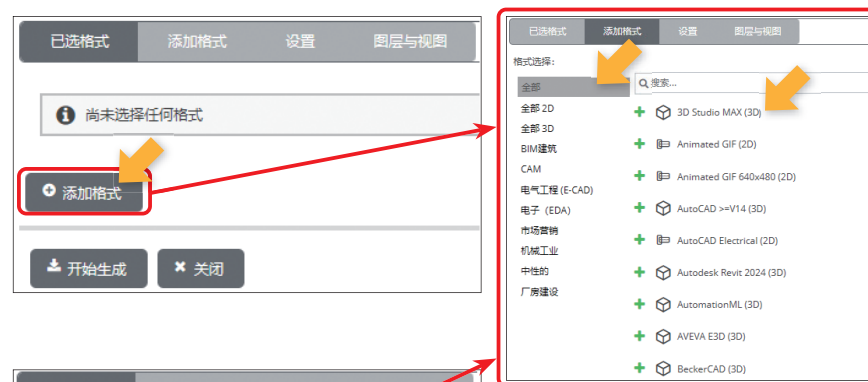 已选格式 添加格式 设置 图层与视图
尚未选择任何格式
添加格式
开始生成 关闭
已选格式 添加格式 设置 图层与视图
格式选择:
全部
全部 2D
全部 3D
BIM建筑
CAM
电气工程 (E-CAD)
电子（EDA）
市场营销
机械工业
中性的
厂房建设
搜索...
3D Studio MAX (3D)
Animated GIF (2D)
Animated GIF 640x480 (2D)
AutoCAD >=V14 (3D)
AutoCAD Electrical (2D)
Autodesk Revit 2024 (3D)
AutomationML (3D)
AVEVA E3D (3D)
BeckerCAD (3D)